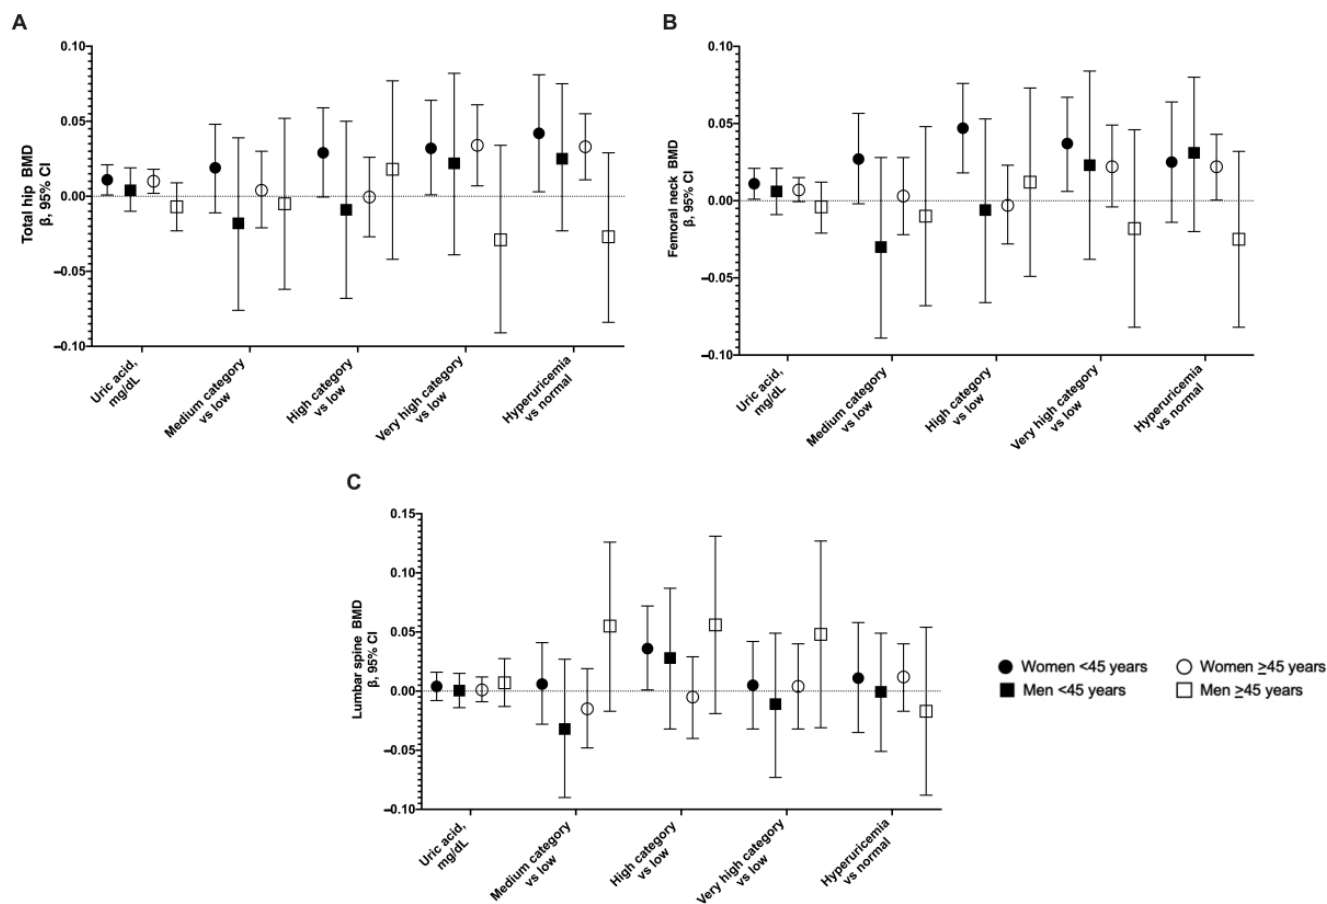 A
0.10
0.05
0.00
−0.05
−0.10
Total hip BMD
β, 95% CI
Uric acid,
mg/dL
Medium category
vs low
High category
vs low
Very high category
vs low
Hyperuricemia
vs normal
B
0.10
0.05
0.00
−0.05
−0.10
Femoral neck BMD
β, 95% CI
Uric acid,
mg/dL
Medium category
vs low
High category
vs low
Very high category
vs low
Hyperuricemia
vs normal
C
0.15
0.10
0.05
0.00
−0.05
−0.10
Lumbar spine BMD
β, 95% CI
Uric acid,
mg/dL
Medium category
vs low
High category
vs low
Very high category
vs low
Hyperuricemia
vs normal
Women <45 years
Women ≥45 years
Men <45 years
Men ≥45 years